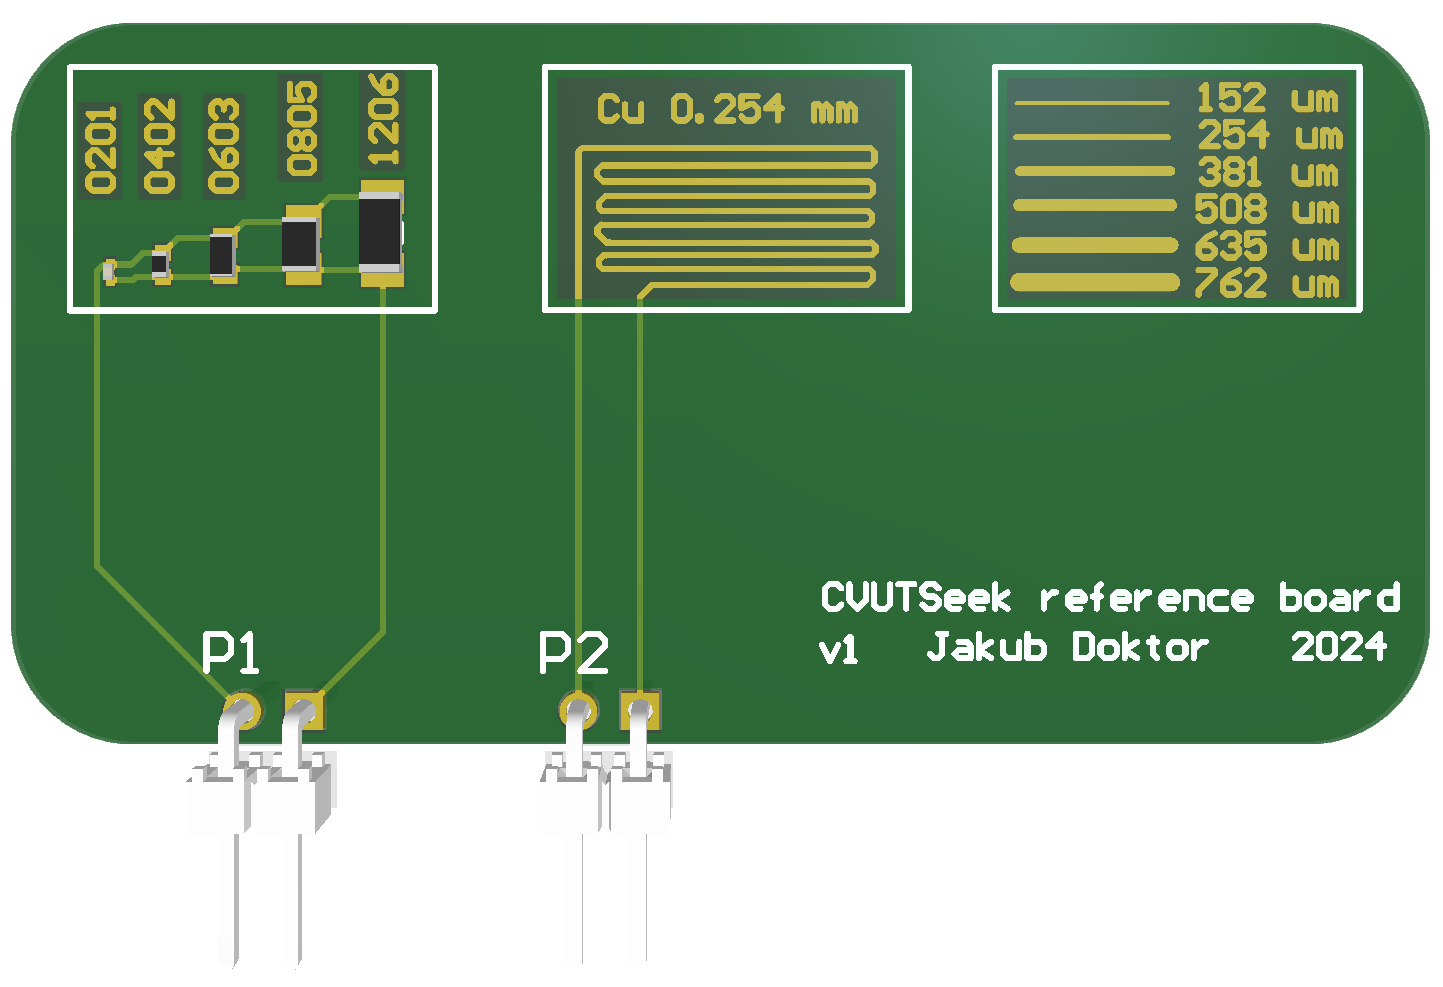 0201
0402
0603
0805
1206
Cu 0.254 mm
152 um
254 um
381 um
508 um
635 um
762 um
CVUTSeek reference board
v1 Jakub Doktor 2024
P1
P2